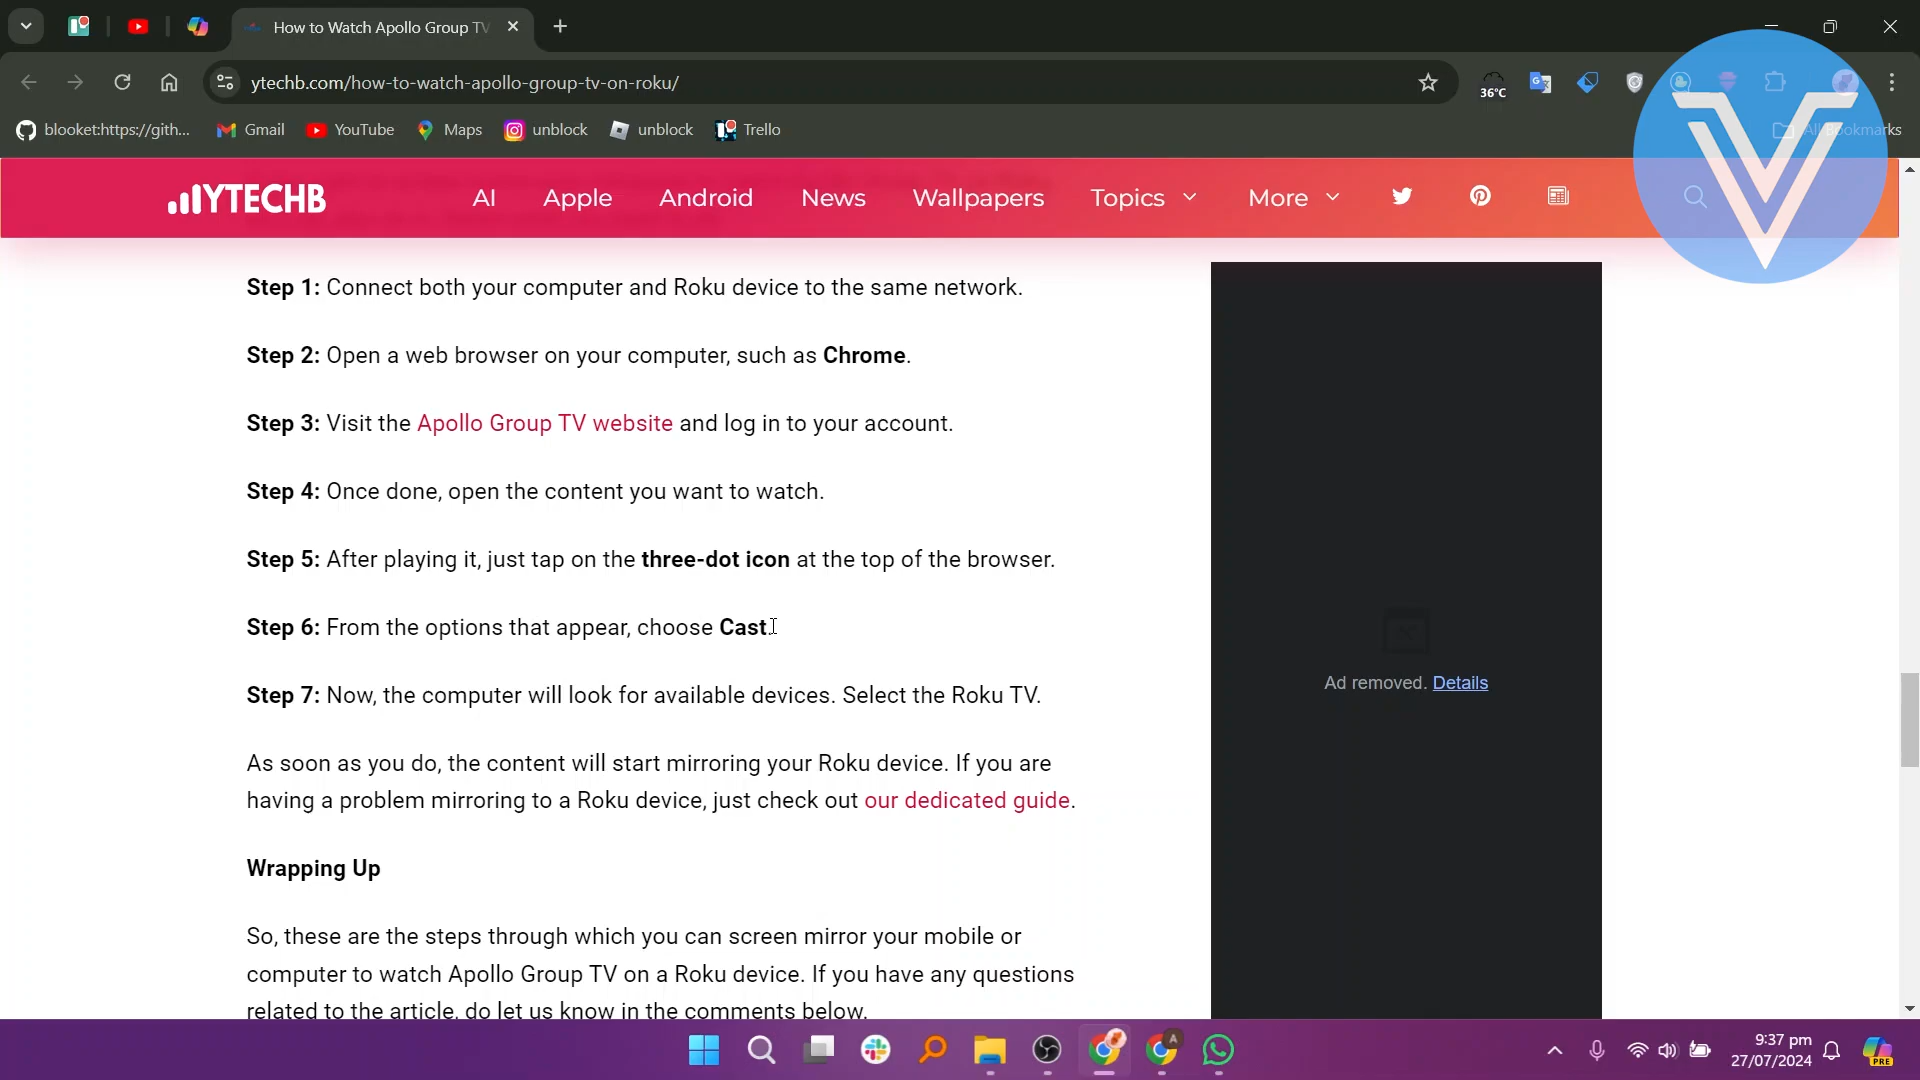 How to Watch Apollo Group TV
ytechb.com/how-to-watch-apollo-group-tv-on-roku/
36°C
blooket:https://gith...
Gmail
YouTube
Maps
unblock
unblock
Trello
All Bookmarks
YTECHB
AI
Apple
Android
News
Wallpapers
Topics
More
Step 1: Connect both your computer and Roku device to the same network.
Step 2: Open a web browser on your computer, such as Chrome.
Step 3: Visit the Apollo Group TV website and log in to your account.
Step 4: Once done, open the content you want to watch.
Step 5: After playing it, just tap on the three-dot icon at the top of the browser.
Step 6: From the options that appear, choose Cast.
Step 7: Now, the computer will look for available devices. Select the Roku TV.
As soon as you do, the content will start mirroring your Roku device. If you are
having a problem mirroring to a Roku device, just check out our dedicated guide.
Wrapping Up
So, these are the steps through which you can screen mirror your mobile or
computer to watch Apollo Group TV on a Roku device. If you have any questions
related to the article, do let us know in the comments below.
Ad removed. Details
9:37 pm
27/07/2024
PRE